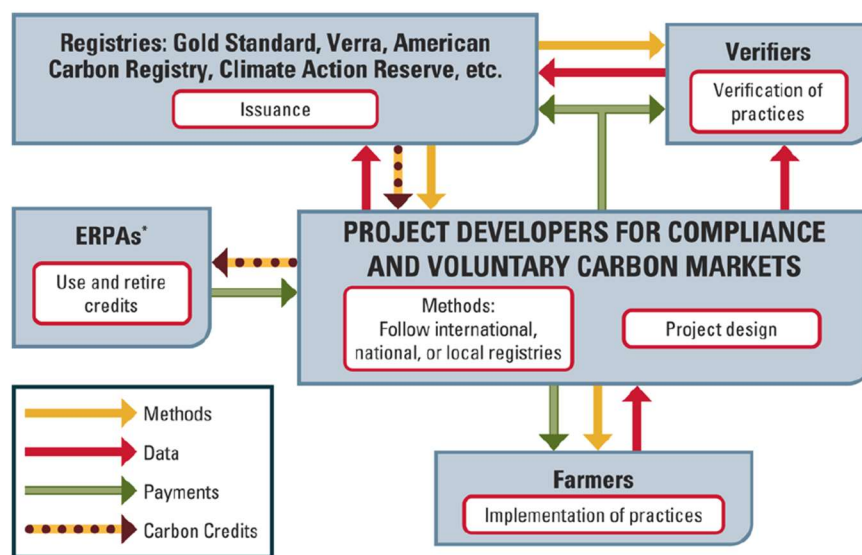 Registries: Gold Standard, Verra, American
Carbon Registry, Climate Action Reserve, etc.
Issuance
Verifiers
Verification of
practices
ERPAs*
Use and retire
credits
PROJECT DEVELOPERS FOR COMPLIANCE
AND VOLUNTARY CARBON MARKETS
Methods:
Follow international,
national, or local registries
Project design
Methods
Data
Payments
Carbon Credits
Farmers
Implementation of practices